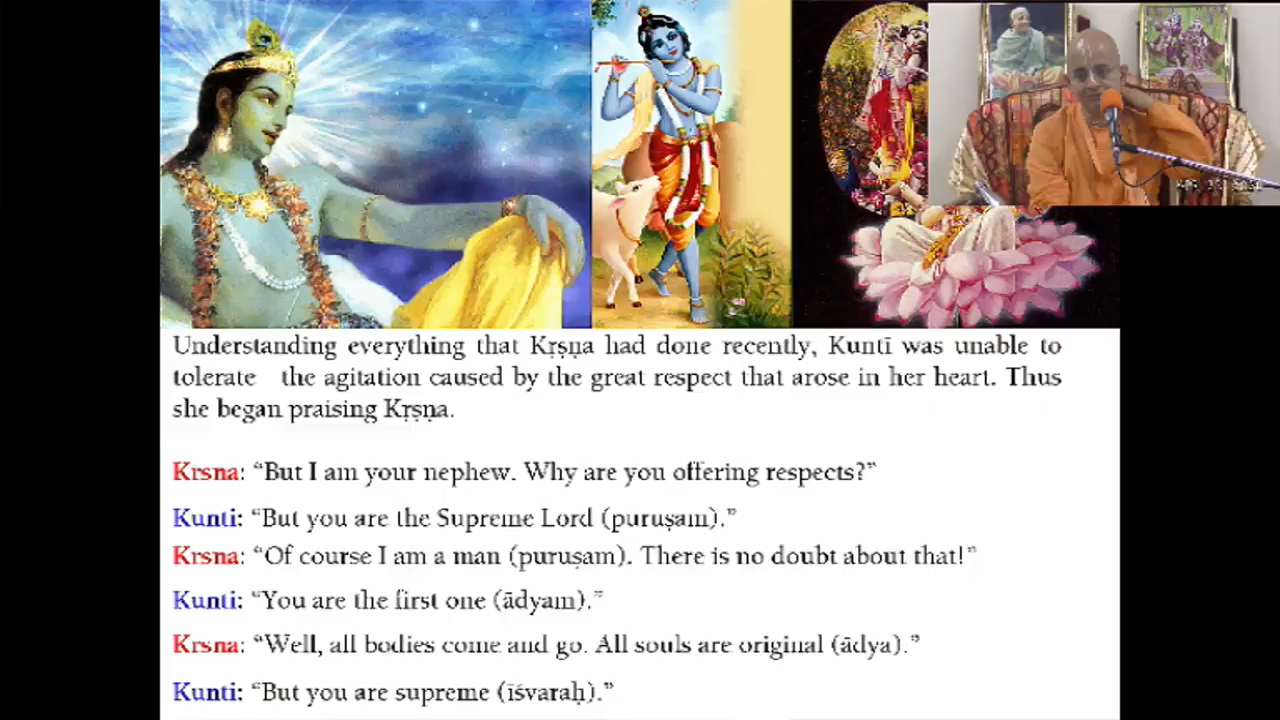 Understanding everything that Kṛṣṇa had done recently, Kuntī was unable to
tolerate the agitation caused by the great respect that arose in her heart. Thus
she began praising Kṛṣṇa.
Krsna: “But I am your nephew. Why are you offering respects?”
Kunti: “But you are the Supreme Lord (puruṣam).”
Krsna: “Of course I am a man (puruṣam). There is no doubt about that!”
Kunti: “You are the first one (ādyam).”
Krsna: “Well, all bodies come and go. All souls are original (ādya).”
Kunti: “But you are supreme (īśvaraḥ).”